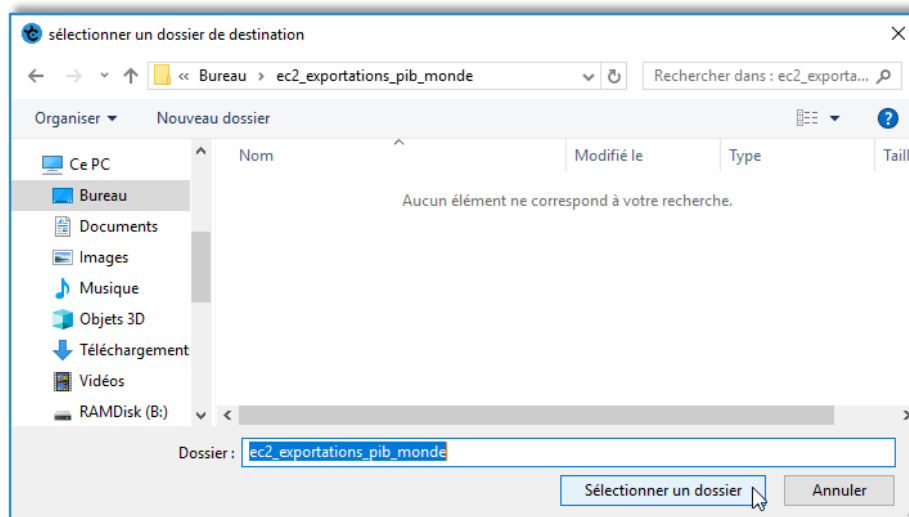 sélectionner un dossier de destination
« Bureau › ec2_exportations_pib_monde
Rechercher dans : ec2_exporta...
Organiser
Nouveau dossier
?
Nom
Modifié le
Type
Taill
Ce PC
Bureau
Documents
Images
Musique
Objets 3D
Téléchargement
Vidéos
RAMDisk (B:)
Aucun élément ne correspond à votre recherche.
Dossier : ec2_exportations_pib_monde
Sélectionner un dossier
Annuler